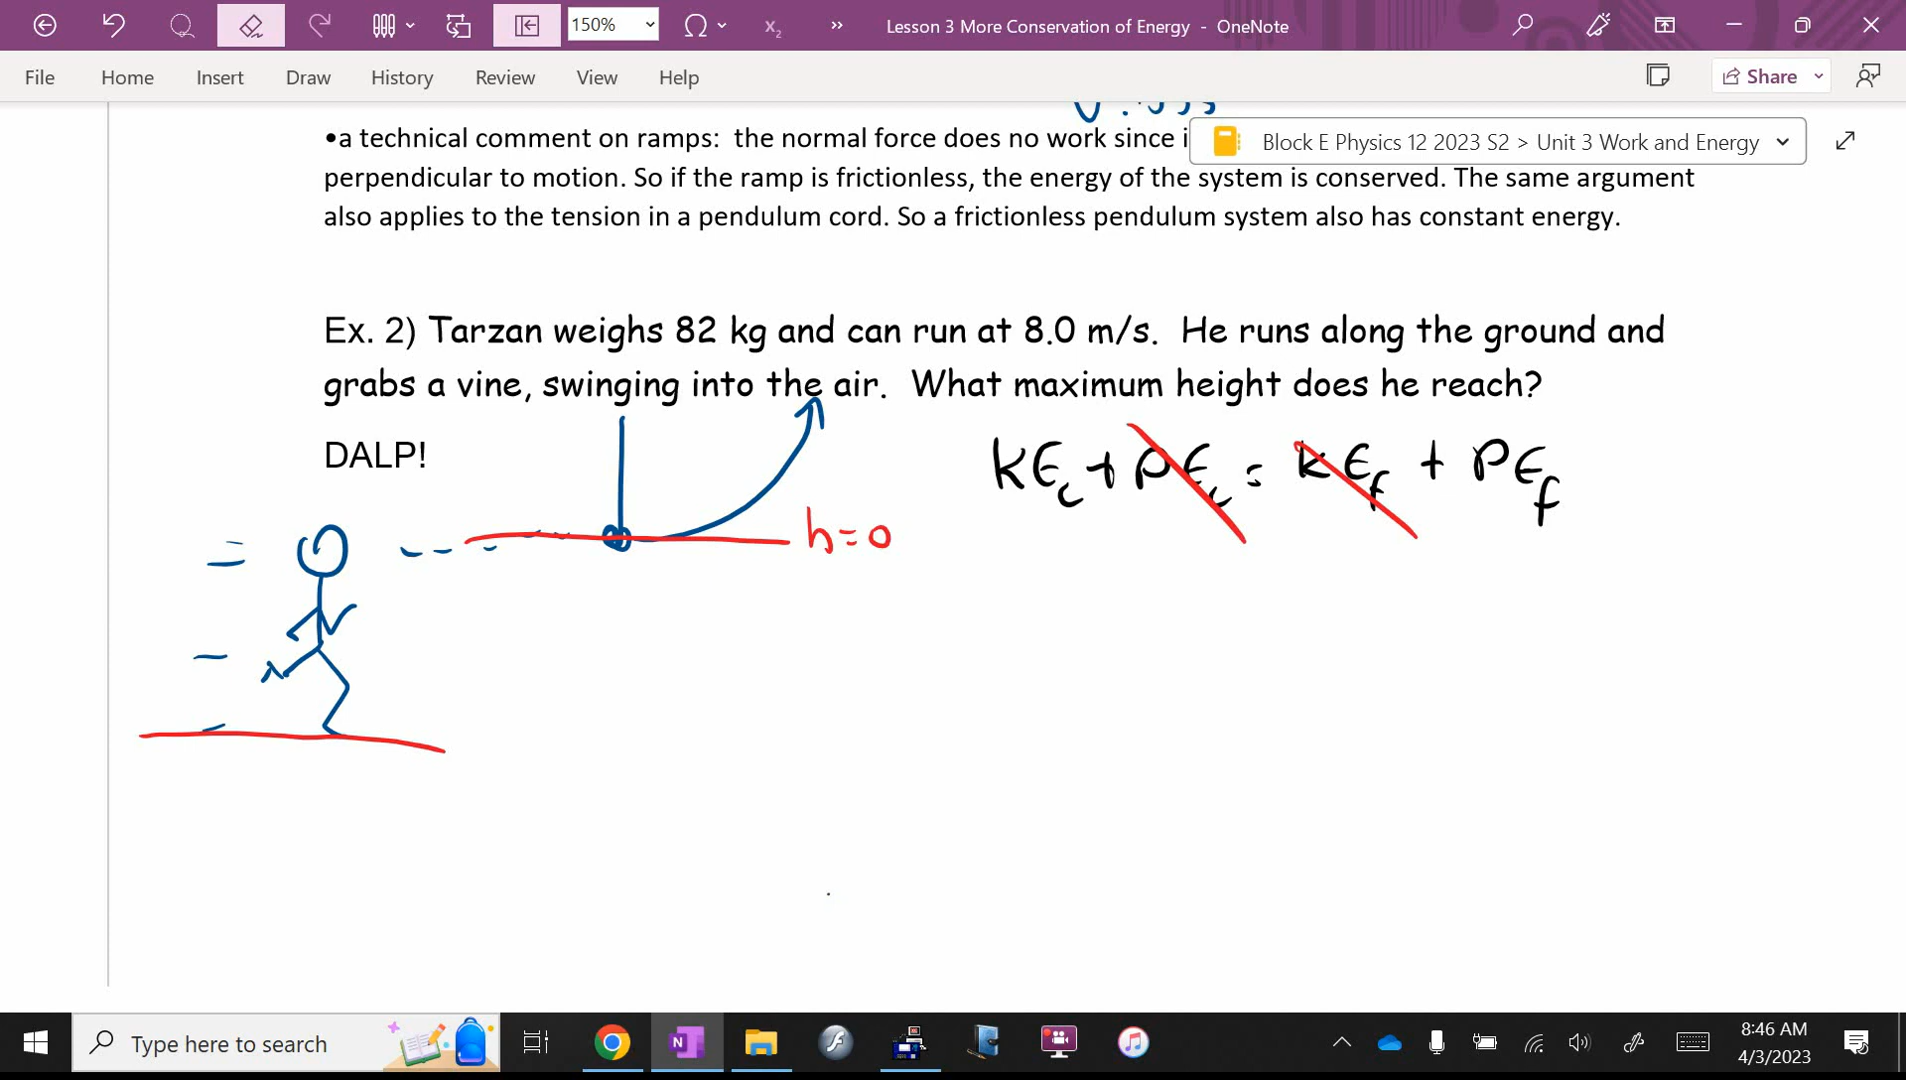 150%
Lesson 3 More Conservation of Energy - OneNote
File Home Insert Draw History Review View Help Share
•a technical comment on ramps: the normal force does no work since i
Block E Physics 12 2023 S2 > Unit 3 Work and Energy
perpendicular to motion. So if the ramp is frictionless, the energy of the system is conserved. The same argument
also applies to the tension in a pendulum cord. So a frictionless pendulum system also has constant energy.
Ex. 2) Tarzan weighs 82 kg and can run at 8.0 m/s. He runs along the ground and
grabs a vine, swinging into the air. What maximum height does he reach?
DALP!
KEi + PEi = KEf + PEf
h=0
Type here to search
8:46 AM
4/3/2023